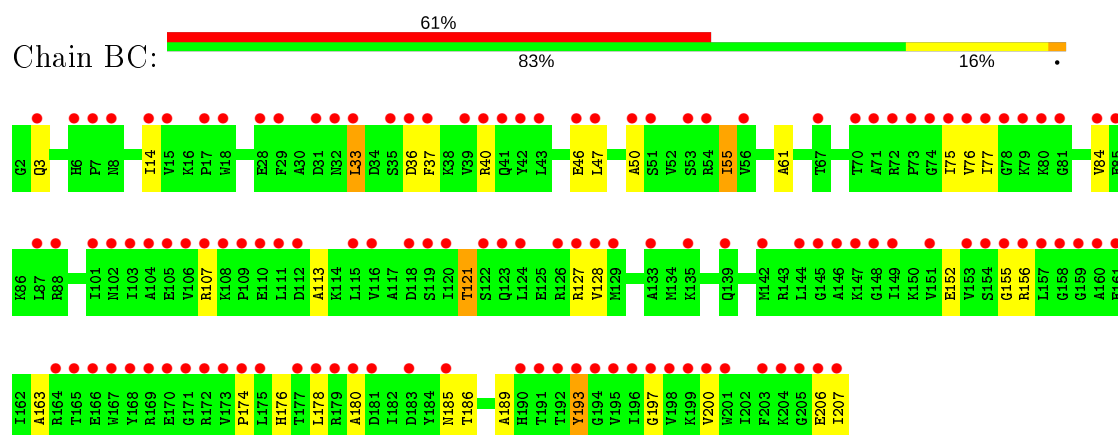 61%
Chain BC:
83% 16% •
G2 Q3 H6 P7 N8 I14 V15 K16 P17 W18 E28 F29 A30 D31 N32 L33 D34 S35 D36 F37 K38 V39 R40 Q41 Y42 L43 E46 L47 A50 S51 V52 S53 R54 I55 V56 A61 T67 T70 A71 R72 P73 G74 I75 V76 I77 G78 K79 K80 G81 V84 E85
K86 L87 R88 I101 N102 I103 A104 E105 V106 R107 K108 P109 E110 L111 D112 A113 K114 L115 V116 A117 D118 S119 I120 T121 S122 Q123 L124 E125 R126 R127 V128 M129 A133 M134 K135 Q139 M142 R143 L144 G145 A146 K147 G148 I149 K150 V151 E152 V153 S154 G155 R156 L157 G158 G159 A160 E161
I162 A163 R164 T165 E166 W167 Y168 R169 E170 G171 R172 V173 P174 L175 H176 T177 L178 R179 A180 D181 I182 D183 Y184 N185 T186 A189 H190 T191 T192 Y193 G194 V195 I196 G197 V198 K199 V200 W201 I202 F203 K204 G205 E206 I207